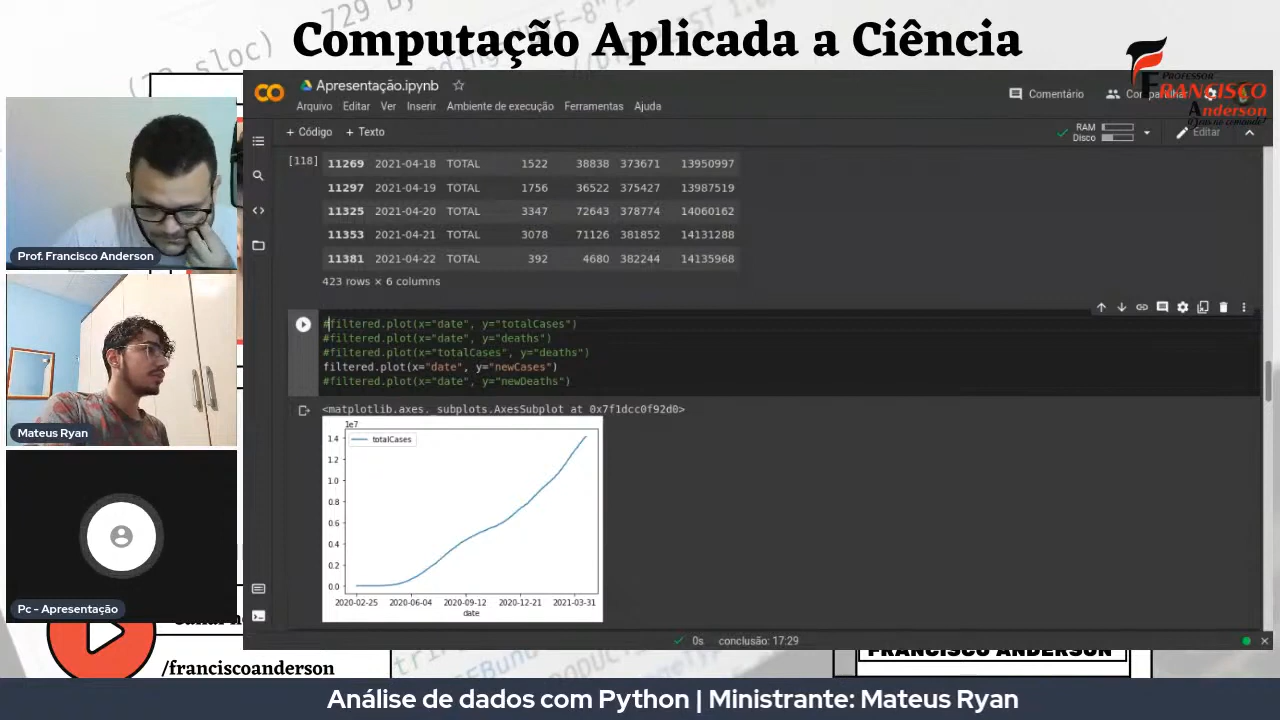 729 by
(
sloc)
UTF-8"
Computação Aplicada a Ciência
PROFESSOR
FRANCISCO
Anderson
Apresentação.ipynb
Arquivo Editar Ver Inserir Ambiente de execução Ferramentas Ajuda
Comentário
+ Código + Texto
RAM
Disco
Editar
[118]
11269 2021-04-18 TOTAL 1522 38838 373671 13950997
11297 2021-04-19 TOTAL 1756 36522 375427 13987519
11325 2021-04-20 TOTAL 3347 72643 378774 14060162
11353 2021-04-21 TOTAL 3078 71126 381852 14131288
11381 2021-04-22 TOTAL 392 4680 382244 14135968
423 rows × 6 columns
#filtered.plot(x="date", y="totalCases")
#filtered.plot(x="date", y="deaths")
#filtered.plot(x="totalCases", y="deaths")
filtered.plot(x="date", y="newCases")
#filtered.plot(x="date", y="newDeaths")
<matplotlib.axes._subplots.AxesSubplot at 0x7f1dcc0f92d0>
1e7
totalCases
1.4
1.2
1.0
0.8
0.6
0.4
0.2
0.0
2020-02-25 2020-06-04 2020-09-12 2020-12-21 2021-03-31
date
0s conclusão: 17:29
Prof. Francisco Anderson
Mateus Ryan
Pc - Apresentação
/franciscoanderson
FRANCISCO ANDERSON
Análise de dados com Python | Ministrante: Mateus Ryan